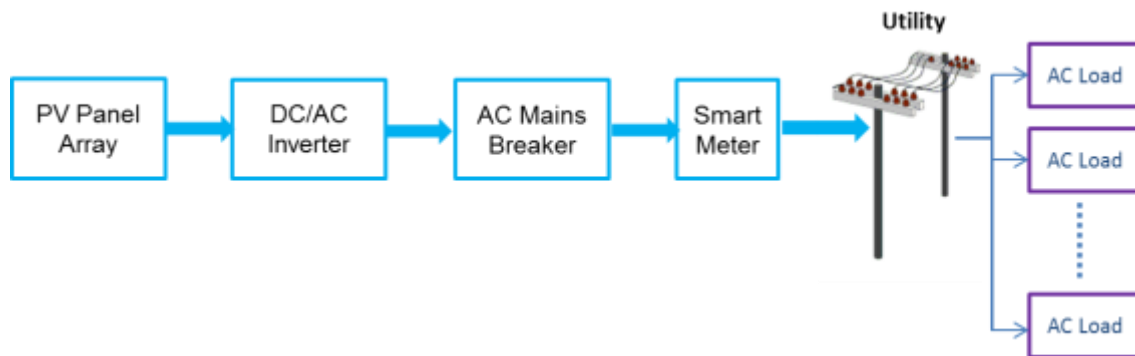 Utility
PV Panel
Array
DC/AC
Inverter
AC Mains
Breaker
Smart
Meter
AC Load
AC Load
AC Load